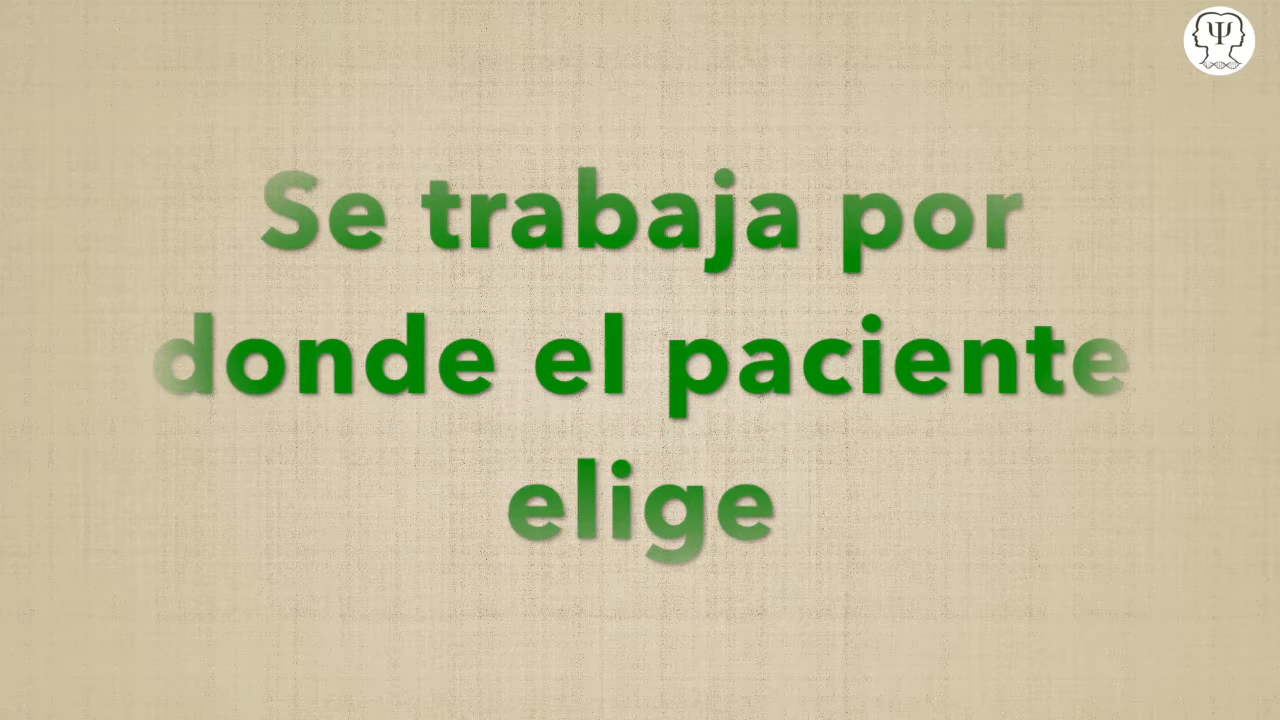 Se trabaja por
donde el paciente
elige
Ψ